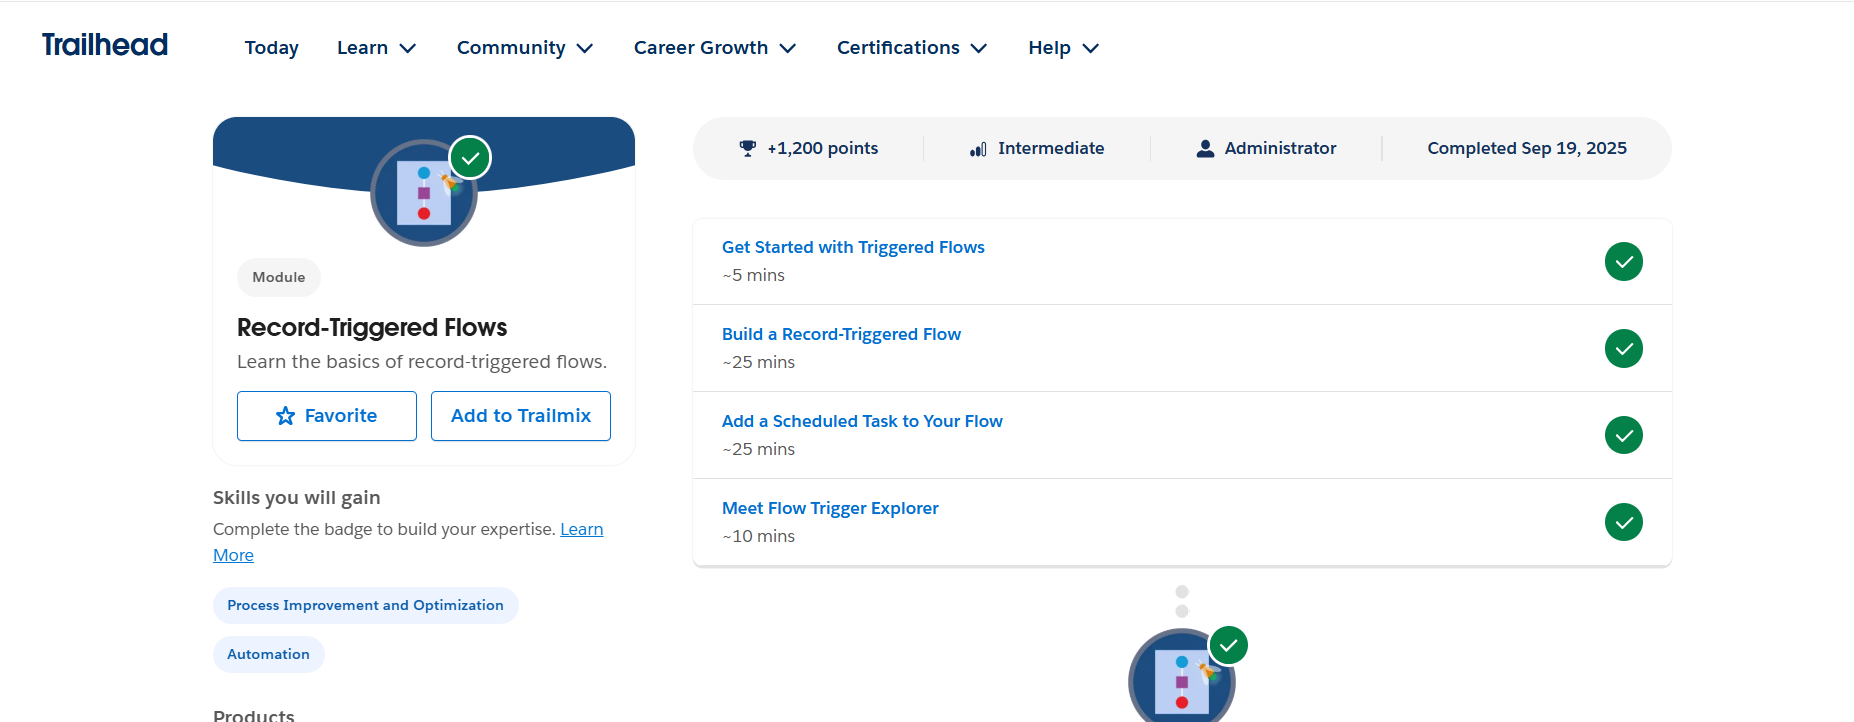 Trailhead
Today
Learn
Community
Career Growth
Certifications
Help
Module
Record-Triggered Flows
Learn the basics of record-triggered flows.
Favorite
Add to Trailmix
Skills you will gain
Complete the badge to build your expertise. Learn
More
Process Improvement and Optimization
Automation
Products
+1,200 points
Intermediate
Administrator
Completed Sep 19, 2025
Get Started with Triggered Flows
~5 mins
Build a Record-Triggered Flow
~25 mins
Add a Scheduled Task to Your Flow
~25 mins
Meet Flow Trigger Explorer
~10 mins